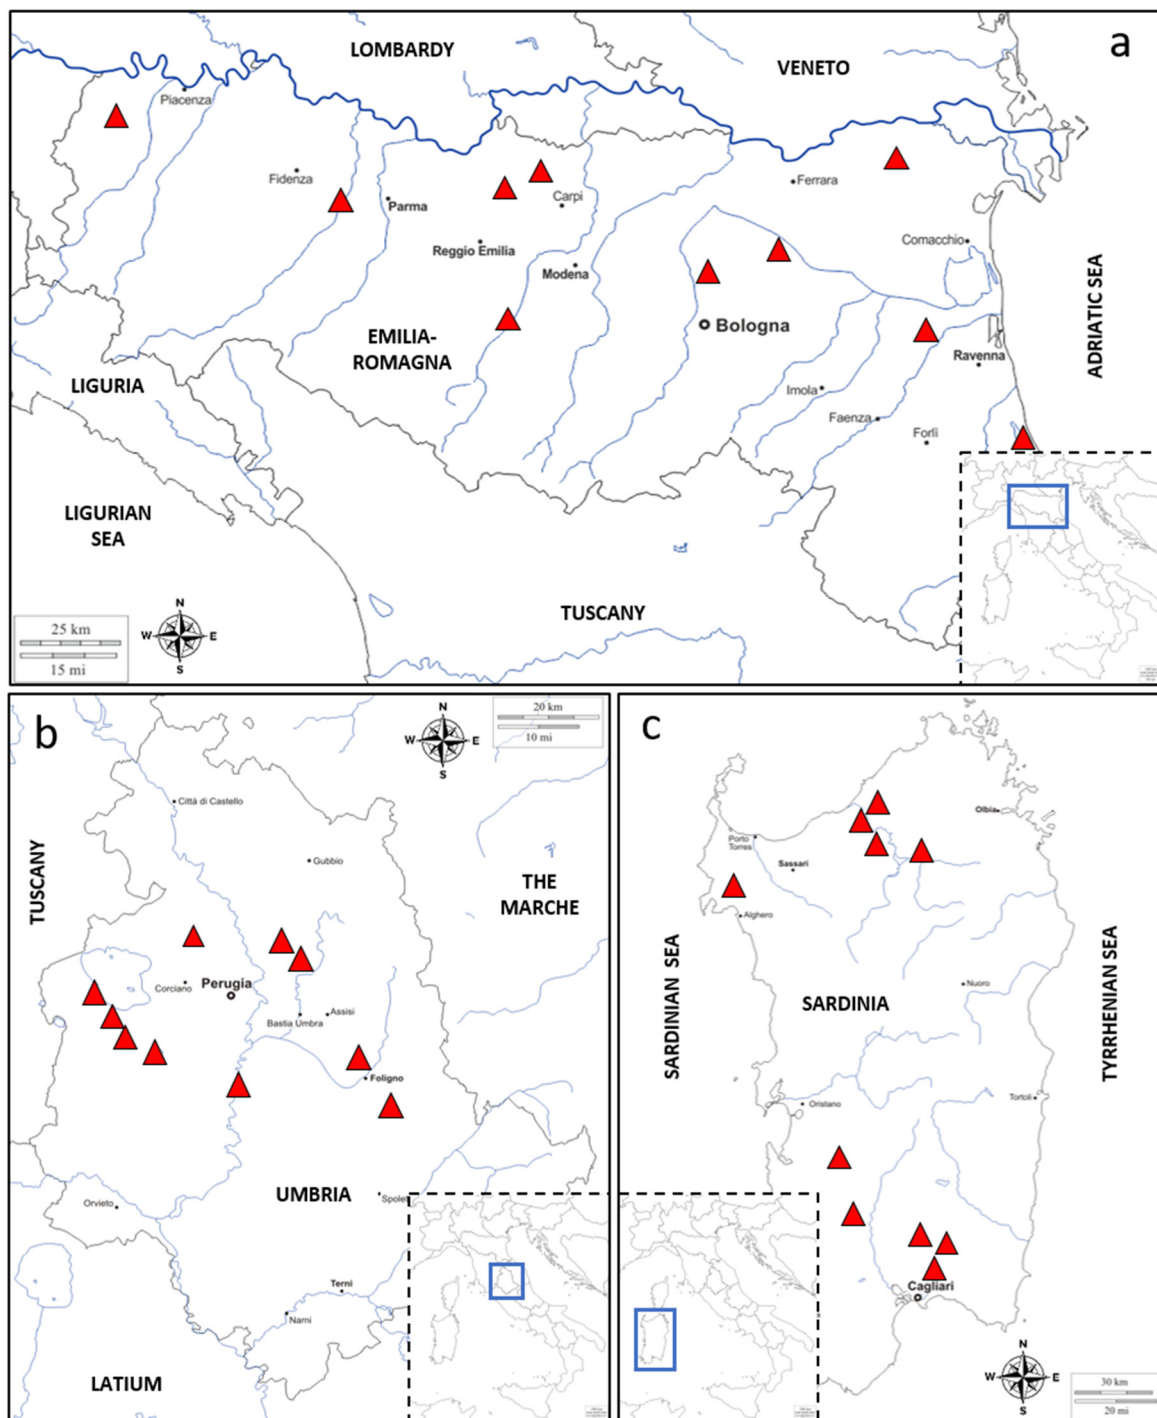 LOMBARDY
VENETO
a
Piacenza
Fidenza
Parma
Carpi
Ferrara
Reggio Emilia
Modena
Comacchio
ADRIATIC SEA
EMILIA-
ROMAGNA
Bologna
Ravenna
LIGURIA
Imola
Faenza
Forlì
LIGURIAN
SEA
TUSCANY
25 km
15 mi
N
W
E
S
b
N
W
E
S
20 km
10 mi
Città di Castello
Gubbio
TUSCANY
THE
MARCHE
Corciano
Perugia
Bastia Umbra
Assisi
Foligno
UMBRIA
Orvieto
Spolet
Terni
Narni
LATIUM
c
Olbia
Porto
Torres
Sassari
Alghero
SARDINIAN SEA
SARDINIA
Nuoro
TYRRHENIAN SEA
Oristano
Tortolì
Cagliari
N
W
E
S
30 km
20 mi